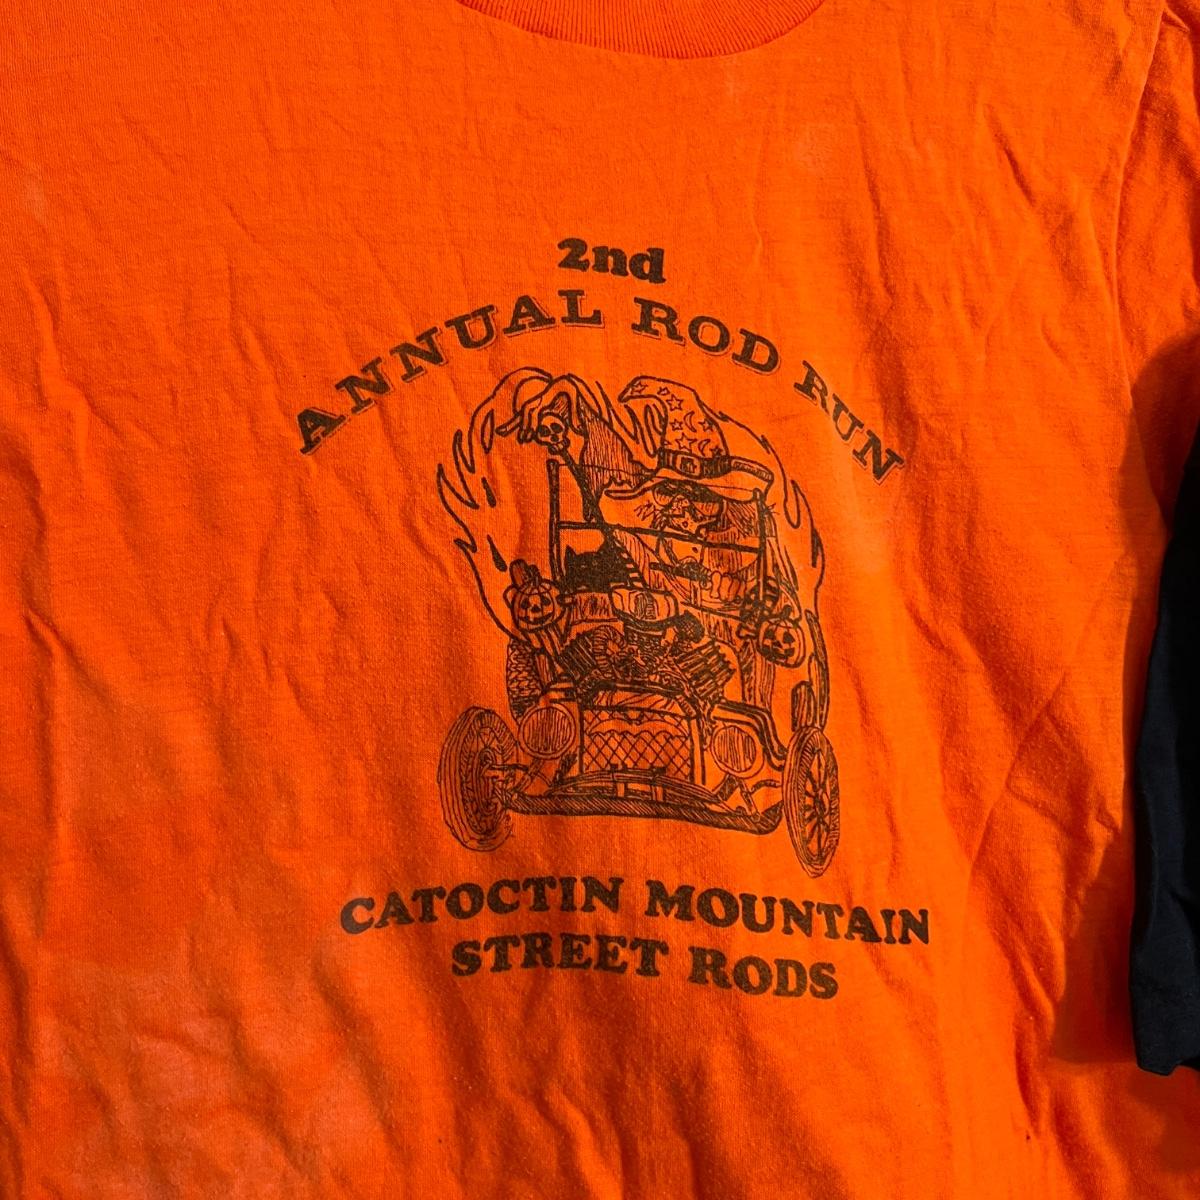 2nd
ANNUAL ROD RUN
CATOCTIN MOUNTAIN
STREET RODS